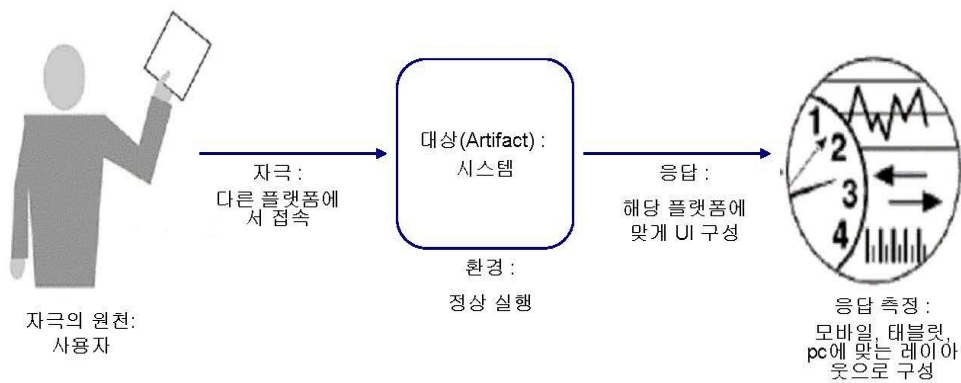 자극의 원천:
사용자
자극 :
다른 플랫폼에
서 접속
대상(Artifact) :
시스템
환경 :
정상 실행
응답 :
해당 플랫폼에
맞게 UI 구성
1
2
3
4
응답 측정 :
모바일, 태블릿,
pc에 맞는 레이아
웃으로 구성